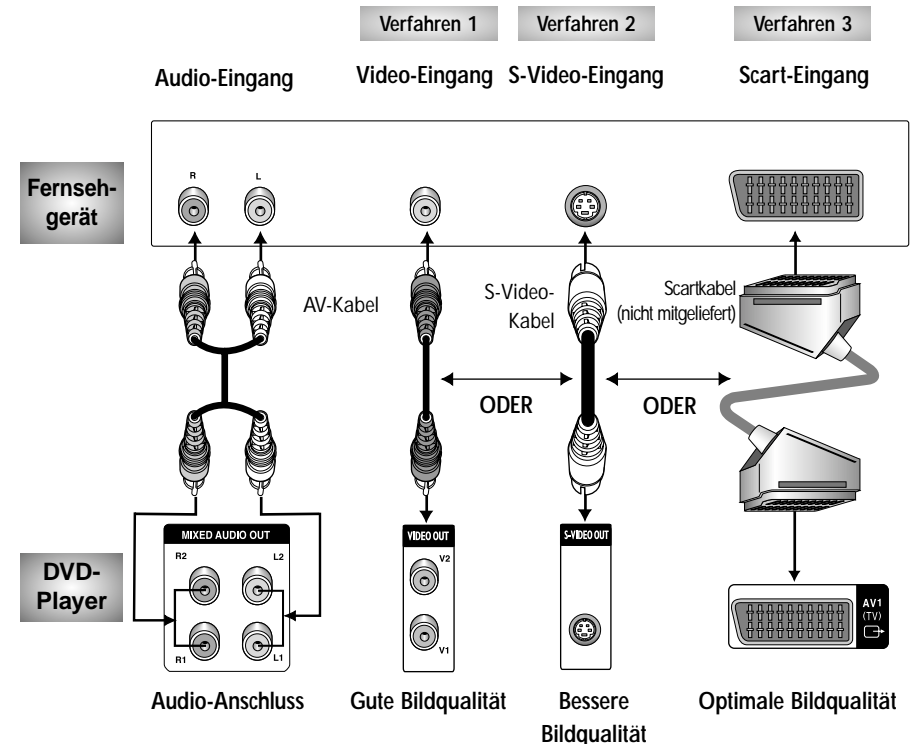 Verfahren 1
Verfahren 2
Verfahren 3
Audio-Eingang
Video-Eingang
S-Video-Eingang
Scart-Eingang
Fernseh-
gerät
R
L
AV-Kabel
S-Video-
Kabel
Scartkabel
(nicht mitgeliefert)
ODER
ODER
DVD-
Player
MIXED AUDIO OUT
R2
L2
R1
L1
VIDEO OUT
V2
V1
S-VIDEO OUT
AV1
(TV)
Audio-Anschluss
Gute Bildqualität
Bessere
Bildqualität
Optimale Bildqualität